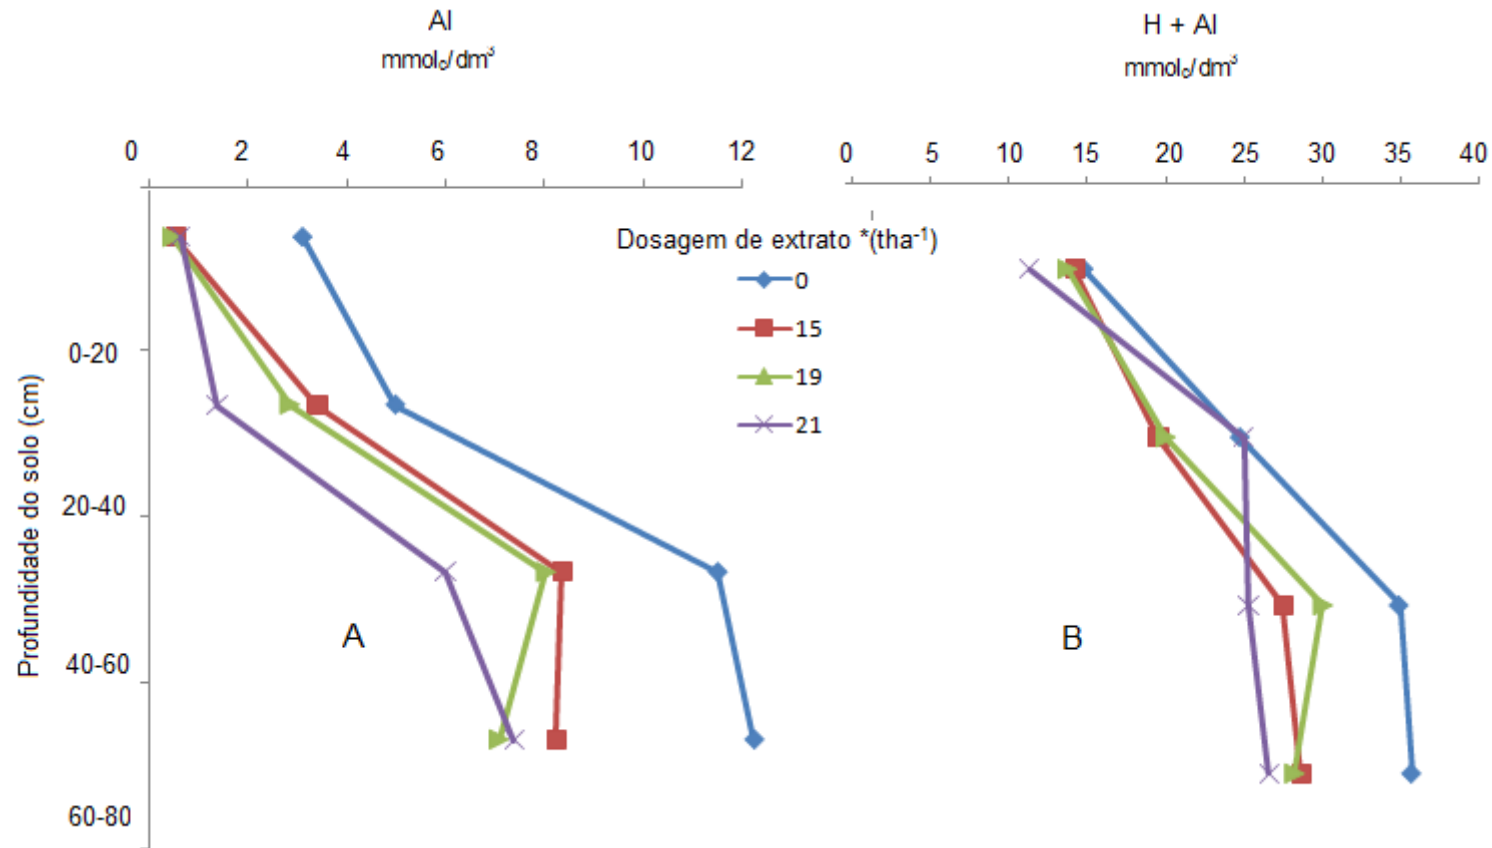 Al
mmolc/dm³
H + Al
mmolc/dm³
0 2 4 6 8 10 12
0 5 10 15 20 25 30 35 40
Dosagem de extrato *(tha-1)
0
15
19
21
Profundidade do solo (cm)
0-20
20-40
40-60
60-80
A
B